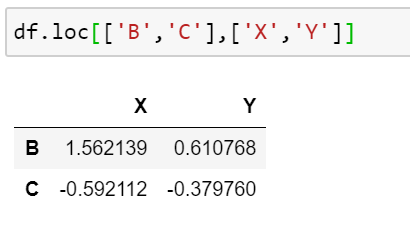 df.loc[['B','C'],['X','Y']]
X Y
B 1.562139 0.610768
C -0.592112 -0.379760